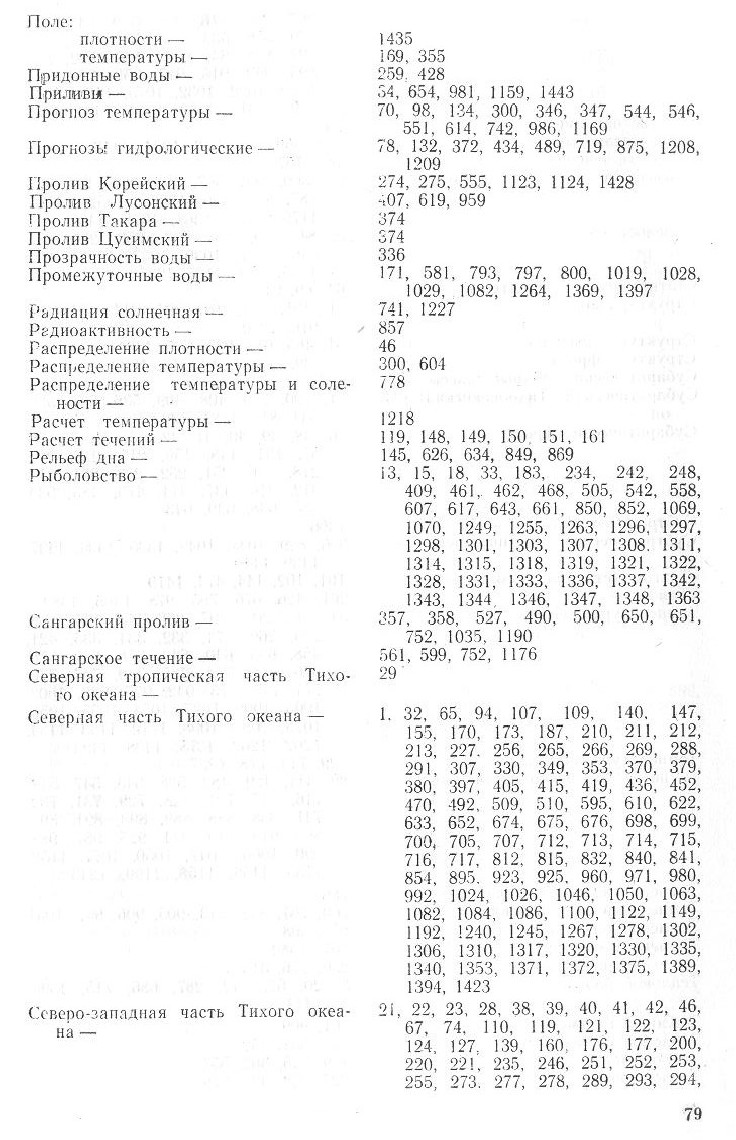 Поле:
плотности — 1435
температуры — 169, 355
Придонные воды — 259, 428
Приливы — 54, 654, 981, 1159, 1443
Прогноз температуры — 70, 98, 134, 300, 346, 347, 544, 546,
551, 614, 742, 986, 1169
Прогнозы гидрологические — 78, 132, 372, 434, 489, 719, 875, 1208,
1209
Пролив Корейский — 274, 275, 555, 1123, 1124, 1428
Пролив Лусонский — 407, 619, 959
Пролив Такара — 374
Пролив Цусимский — 374
Прозрачность воды — 336
Промежуточные воды — 171, 581, 793, 797, 800, 1019, 1028,
1029, 1082, 1264, 1369, 1397
Радиация солнечная — 741, 1227
Радиоактивность — 857
Распределение плотности — 46
Распределение температуры — 300, 604
Распределение температуры и соле- 778
ности —
Расчет температуры — 1218
Расчет течений — 119, 148, 149, 150, 151, 161
Рельеф дна — 145, 626, 634, 849, 869
Рыболовство — 13, 15, 18, 33, 183, 234, 242, 248,
409, 461, 462, 468, 505, 542, 558,
607, 617, 643, 661, 850, 852, 1069,
1070, 1249, 1255, 1263, 1296, 1297,
1298, 1301, 1303, 1307, 1308, 1311,
1314, 1315, 1318, 1319, 1321, 1322,
1328, 1331, 1333, 1336, 1337, 1342,
1343, 1344, 1346, 1347, 1348, 1363
Сангарский пролив — 357, 358, 527, 490, 500, 650, 651,
752, 1035, 1190
Сангарское течение — 561, 599, 752, 1176
Северная тропическая часть Тихо- 29
го океана —
Северная часть Тихого океана — 1. 32, 65, 94, 107, 109, 140, 147,
155, 170, 173, 187, 210, 211, 212,
213, 227. 256, 265, 266, 269, 288,
291, 307, 330, 349, 353, 370, 379,
380, 397, 405, 415, 419, 436, 452,
470, 492, 509, 510, 595, 610, 622,
633, 652, 674, 675, 676, 698, 699,
700, 705, 707, 712, 713, 714, 715,
716, 717, 812, 815, 832, 840, 841,
854, 895. 923, 925, 960, 971, 980,
992, 1024, 1026, 1046, 1050, 1063,
1082, 1084, 1086, 1100, 1122, 1149,
1192, 1240, 1245, 1267, 1278, 1302,
1306, 1310, 1317, 1320, 1330, 1335,
1340, 1353, 1371, 1372, 1375, 1389,
1394, 1423
Северо-западная часть Тихого океа- 21, 22, 23, 28, 38, 39, 40, 41, 42, 46,
на — 67, 74, 110, 119, 121, 122, 123,
124, 127, 139, 160, 176, 177, 200,
220, 221, 235, 246, 251, 252, 253,
255, 273. 277, 278, 289, 293, 294,
79